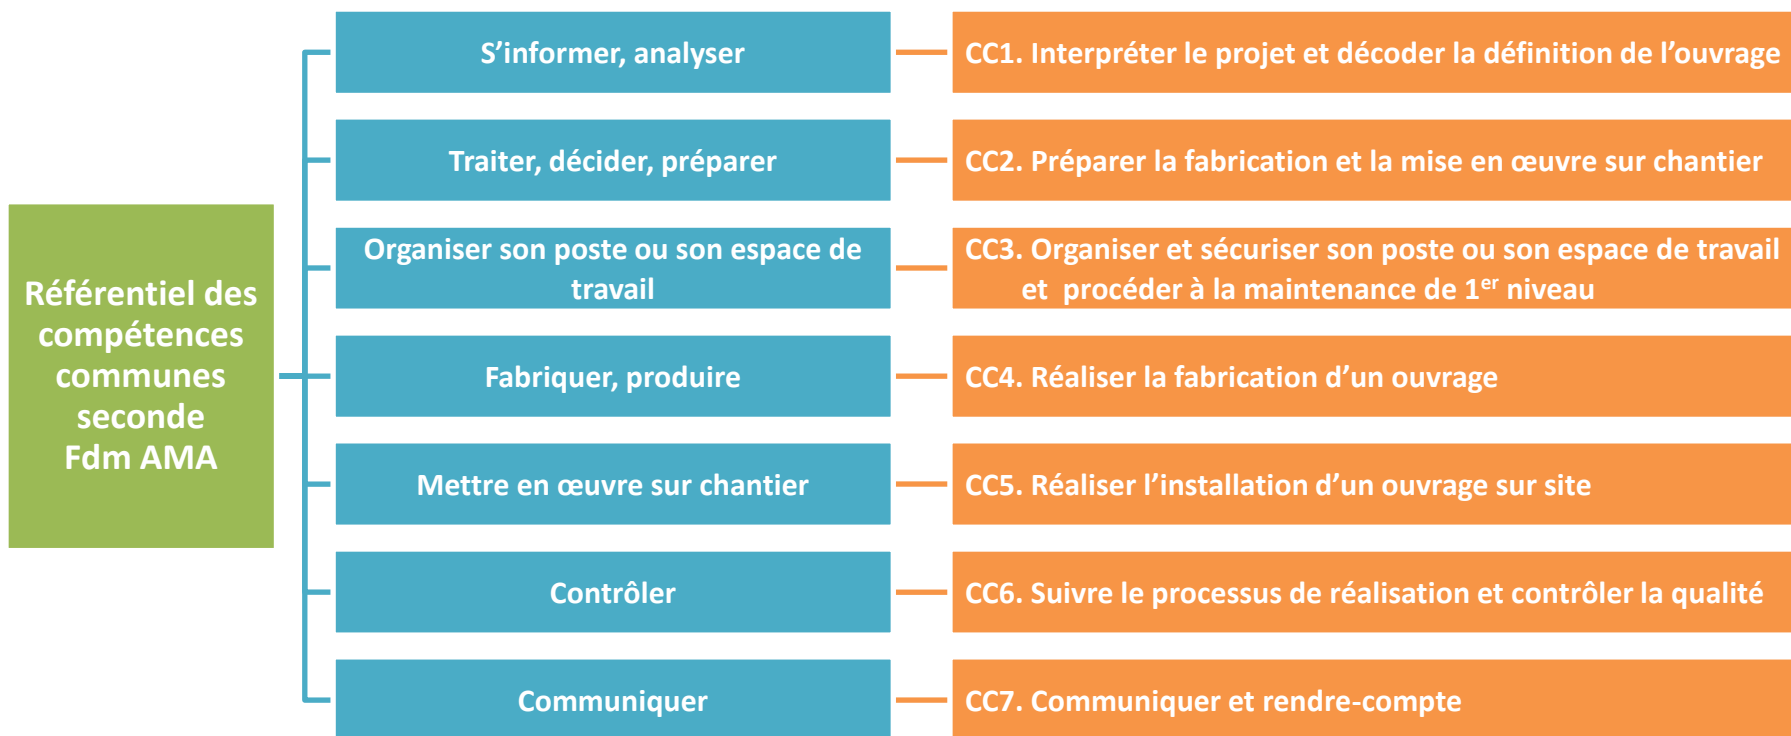 Référentiel des
compétences
communes
seconde
Fdm AMA
S’informer, analyser
CC1. Interpréter le projet et décoder la définition de l’ouvrage
Traiter, décider, préparer
CC2. Préparer la fabrication et la mise en œuvre sur chantier
Organiser son poste ou son espace de
travail
CC3. Organiser et sécuriser son poste ou son espace de travail
et procéder à la maintenance de 1er niveau
Fabriquer, produire
CC4. Réaliser la fabrication d’un ouvrage
Mettre en œuvre sur chantier
CC5. Réaliser l’installation d’un ouvrage sur site
Contrôler
CC6. Suivre le processus de réalisation et contrôler la qualité
Communiquer
CC7. Communiquer et rendre-compte